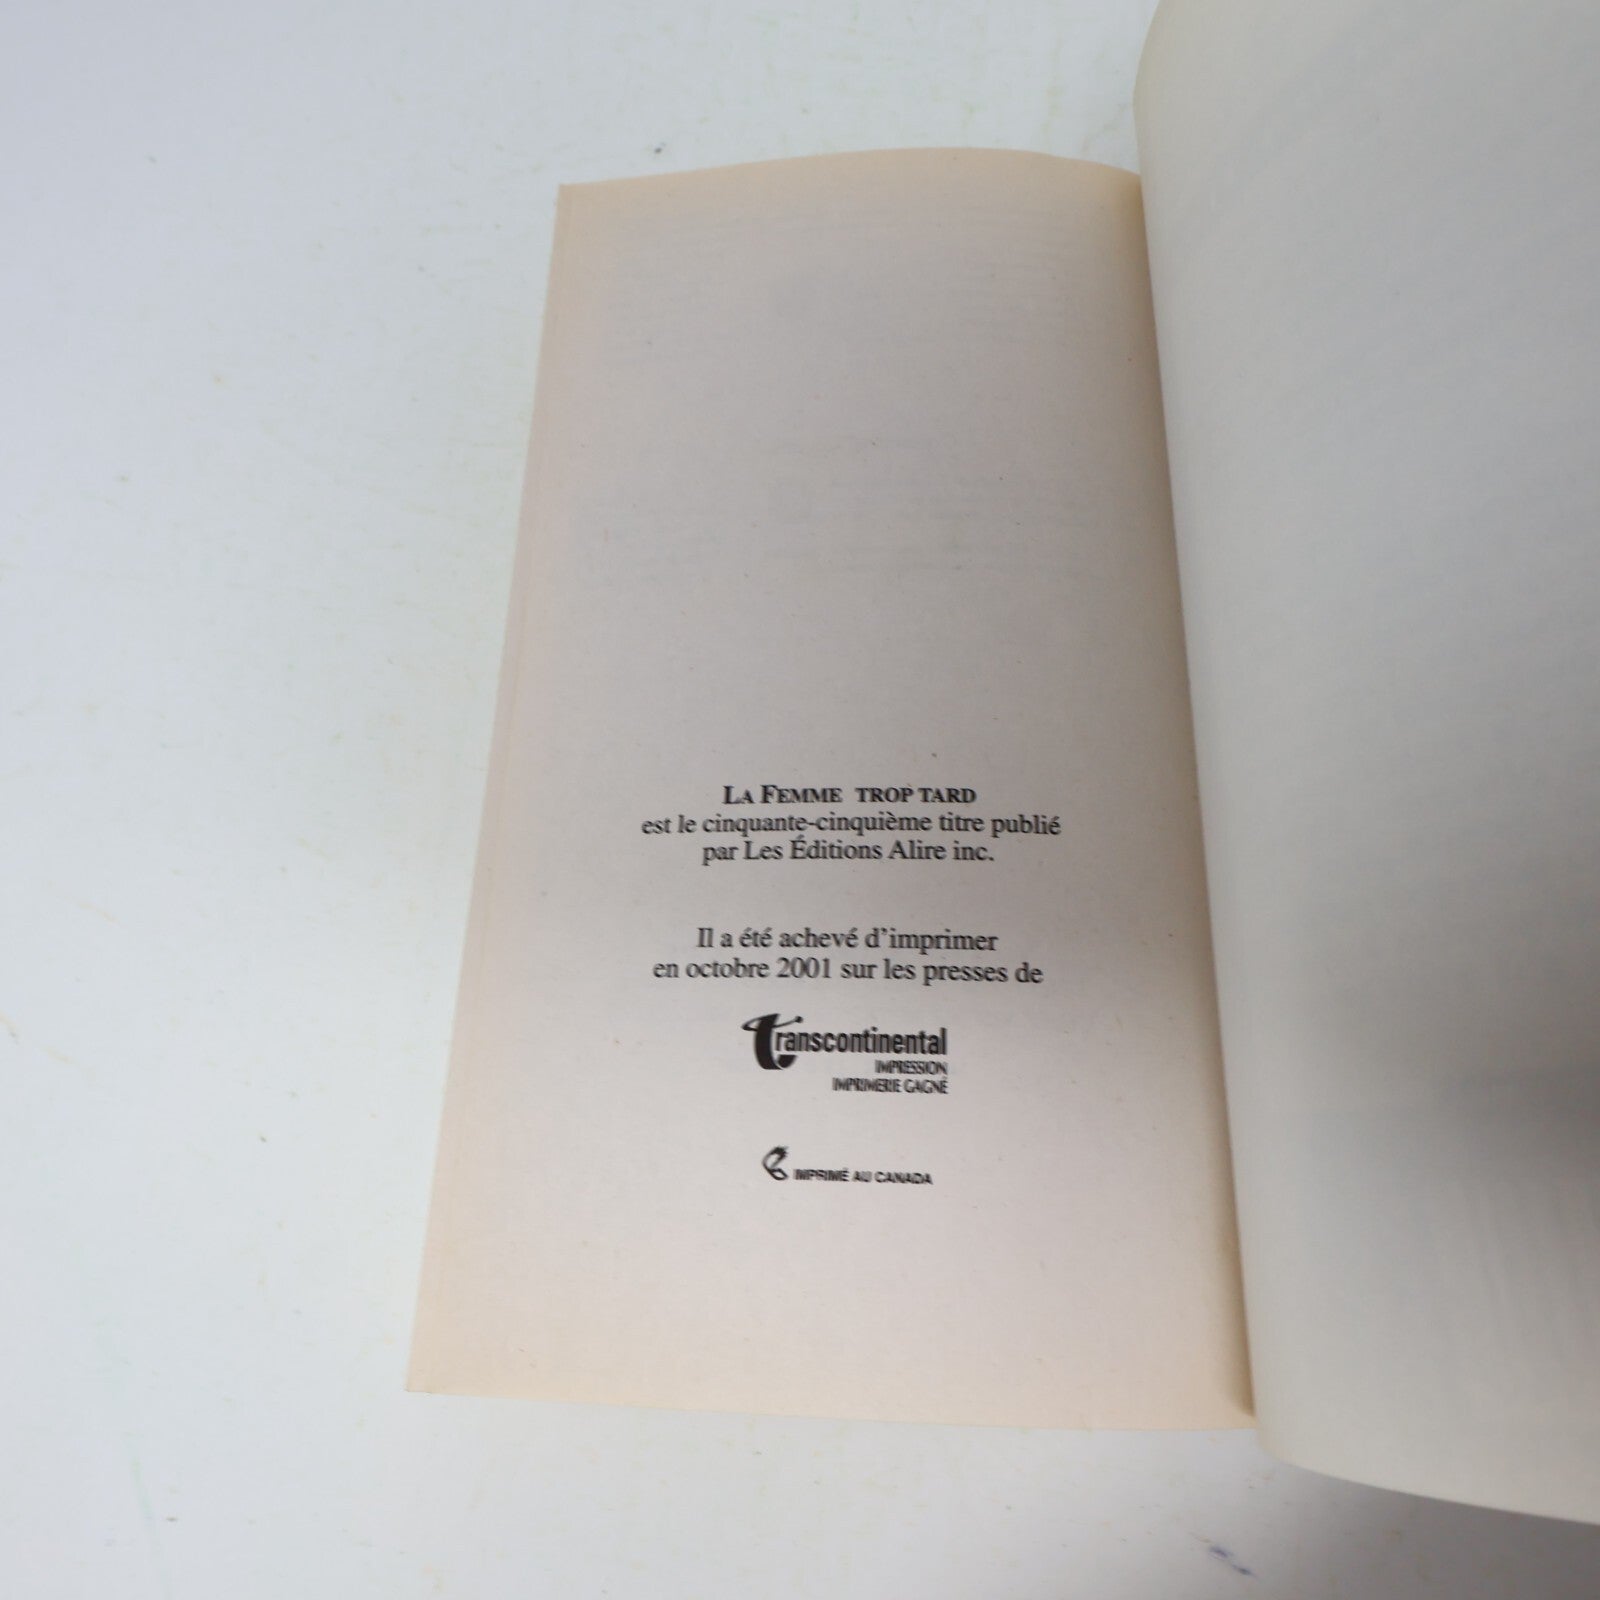 LA FEMME TROP TARD
est le cinquante-cinquième titre publié
par Les Éditions Alire inc.
Il a été achevé d'imprimer
en octobre 2001 sur les presses de
Transcontinental
IMPRESSION
IMPRIMERIE GAGNÉ
IMPRIMÉ AU CANADA